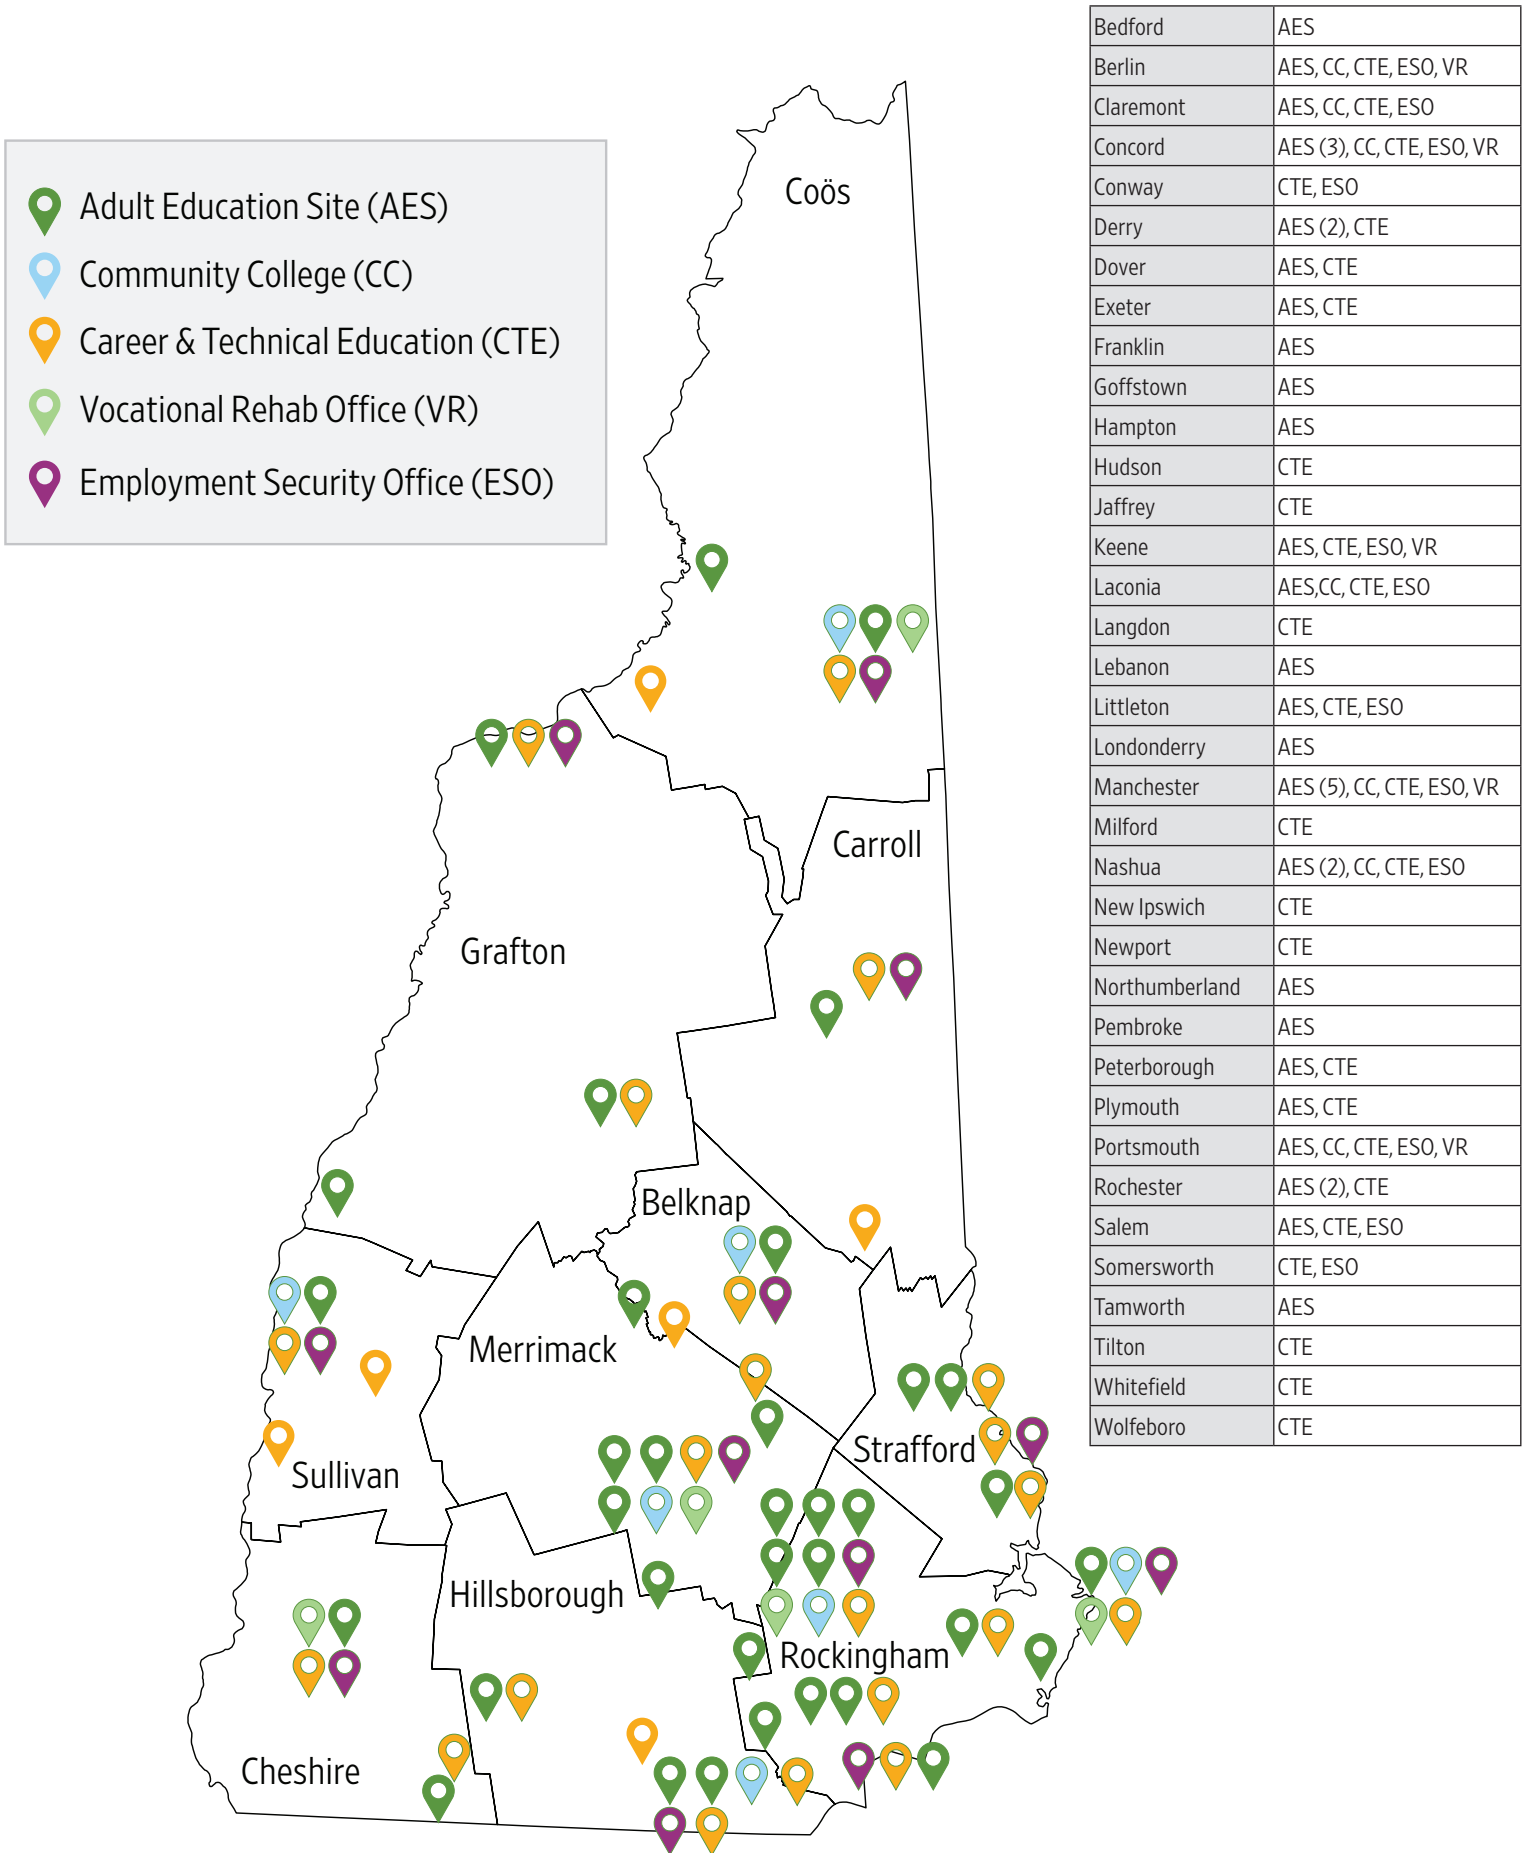 Adult Education Site (AES)
Community College (CC)
Career & Technical Education (CTE)
Vocational Rehab Office (VR)
Employment Security Office (ESO)
Coös
Carroll
Grafton
Belknap
Merrimack
Sullivan
Strafford
Hillsborough
Rockingham
Cheshire
Bedford AES
Berlin AES, CC, CTE, ESO, VR
Claremont AES, CC, CTE, ESO
Concord AES (3), CC, CTE, ESO, VR
Conway CTE, ESO
Derry AES (2), CTE
Dover AES, CTE
Exeter AES, CTE
Franklin AES
Goffstown AES
Hampton AES
Hudson CTE
Jaffrey CTE
Keene AES, CTE, ESO, VR
Laconia AES,CC, CTE, ESO
Langdon CTE
Lebanon AES
Littleton AES, CTE, ESO
Londonderry AES
Manchester AES (5), CC, CTE, ESO, VR
Milford CTE
Nashua AES (2), CC, CTE, ESO
New Ipswich CTE
Newport CTE
Northumberland AES
Pembroke AES
Peterborough AES, CTE
Plymouth AES, CTE
Portsmouth AES, CC, CTE, ESO, VR
Rochester AES (2), CTE
Salem AES, CTE, ESO
Somersworth CTE, ESO
Tamworth AES
Tilton CTE
Whitefield CTE
Wolfeboro CTE